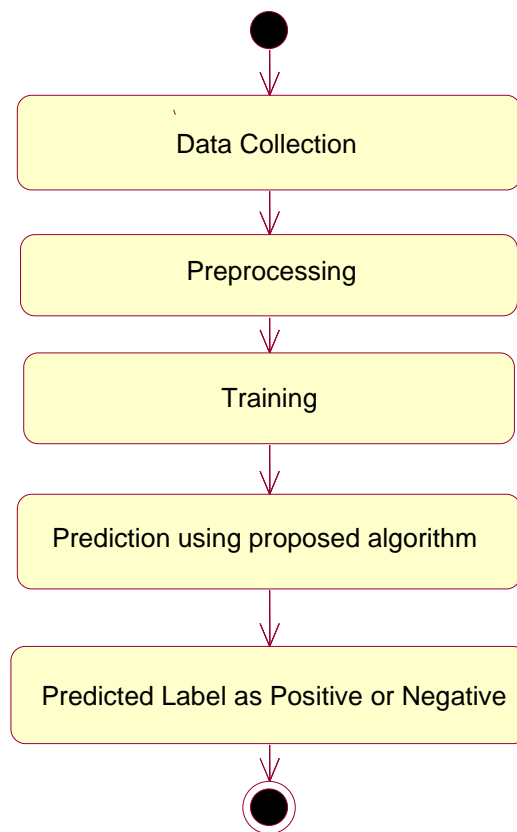 Data Collection
Preprocessing
Training
Prediction using proposed algorithm
Predicted Label as Positive or Negative